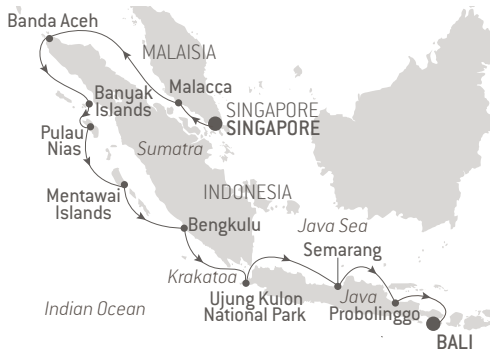 Banda Aceh
MALAISIA
Malacca
Banyak
Islands
SINGAPORE
SINGAPORE
Pulau
Nias
Sumatra
Mentawai
Islands
INDONESIA
Bengkulu
Java Sea
Semarang
Krakatoa
Ujung Kulon
National Park
Java
Probolinggo
Indian Ocean
BALI